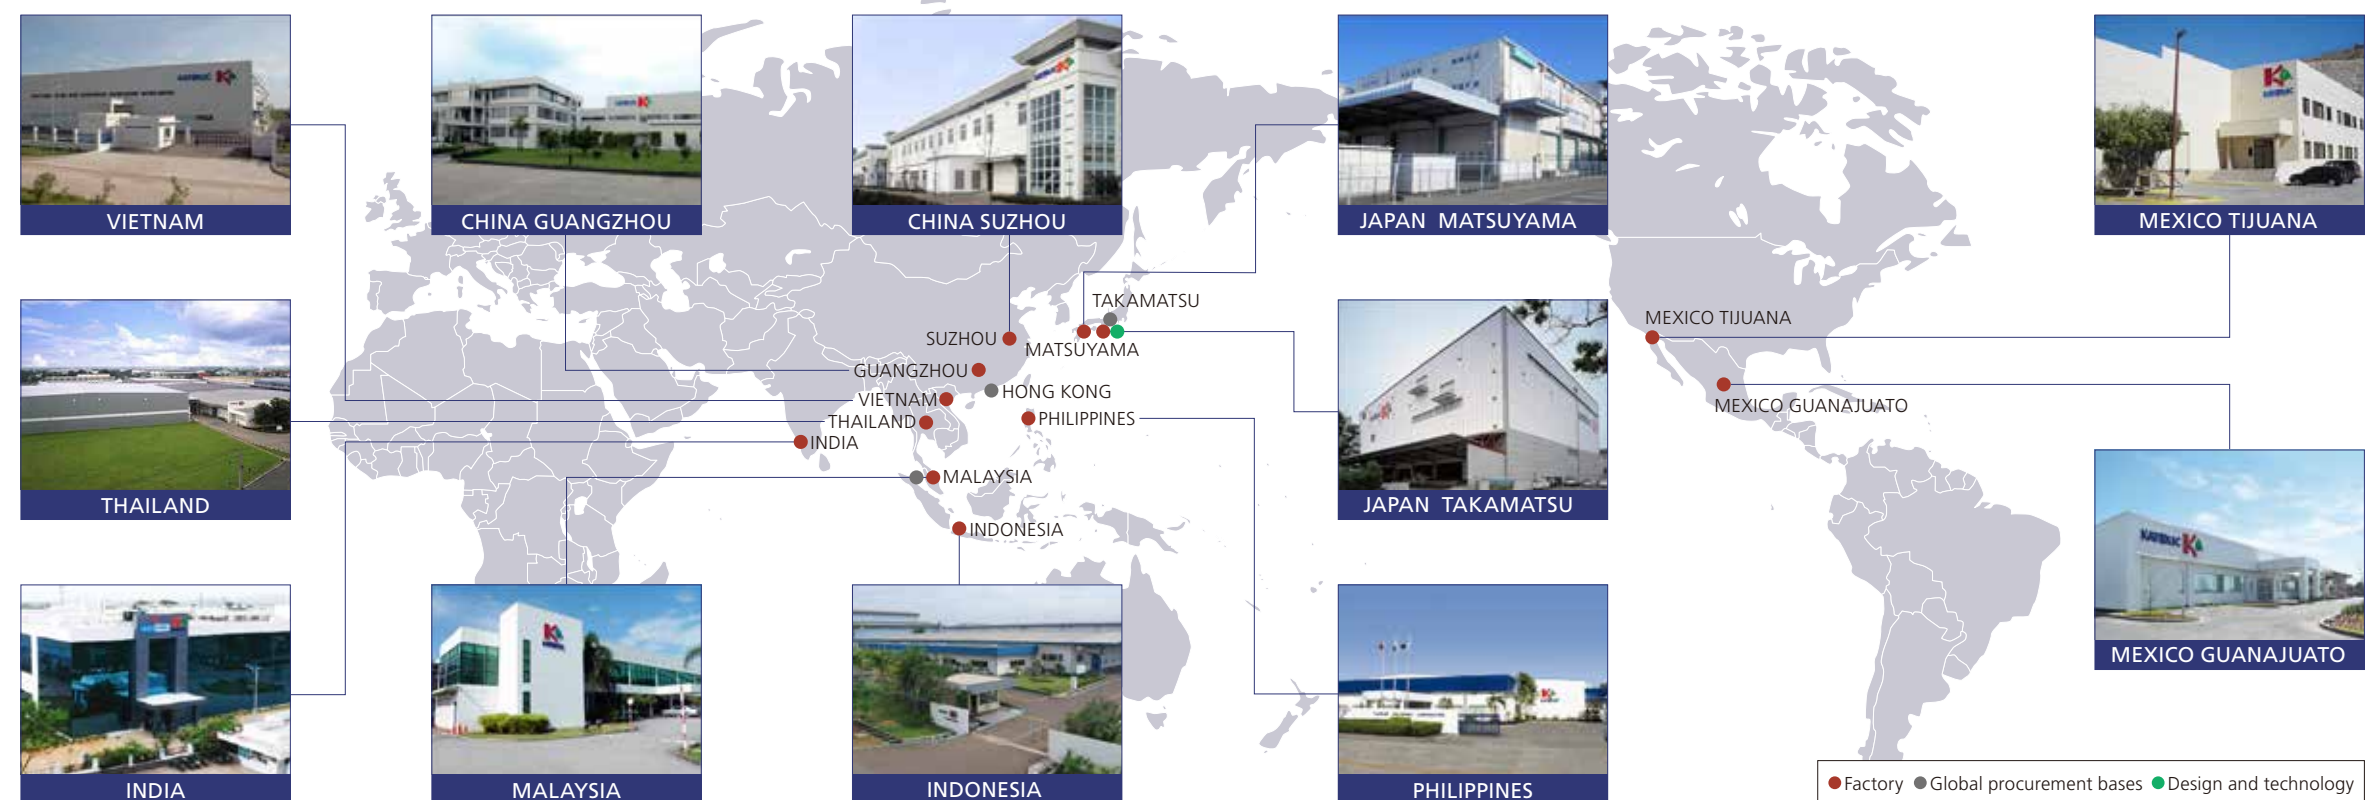 VIETNAM
CHINA GUANGZHOU
CHINA SUZHOU
JAPAN MATSUYAMA
MEXICO TIJUANA
TAKAMATSU
SUZHOU
MATSUYAMA
MEXICO TIJUANA
GUANGZHOU
HONG KONG
VIETNAM
MEXICO GUANAJUATO
THAILAND
PHILIPPINES
INDIA
MALAYSIA
INDONESIA
THAILAND
JAPAN TAKAMATSU
MEXICO GUANAJUATO
INDIA
MALAYSIA
INDONESIA
PHILIPPINES
Factory Global procurement bases Design and technology